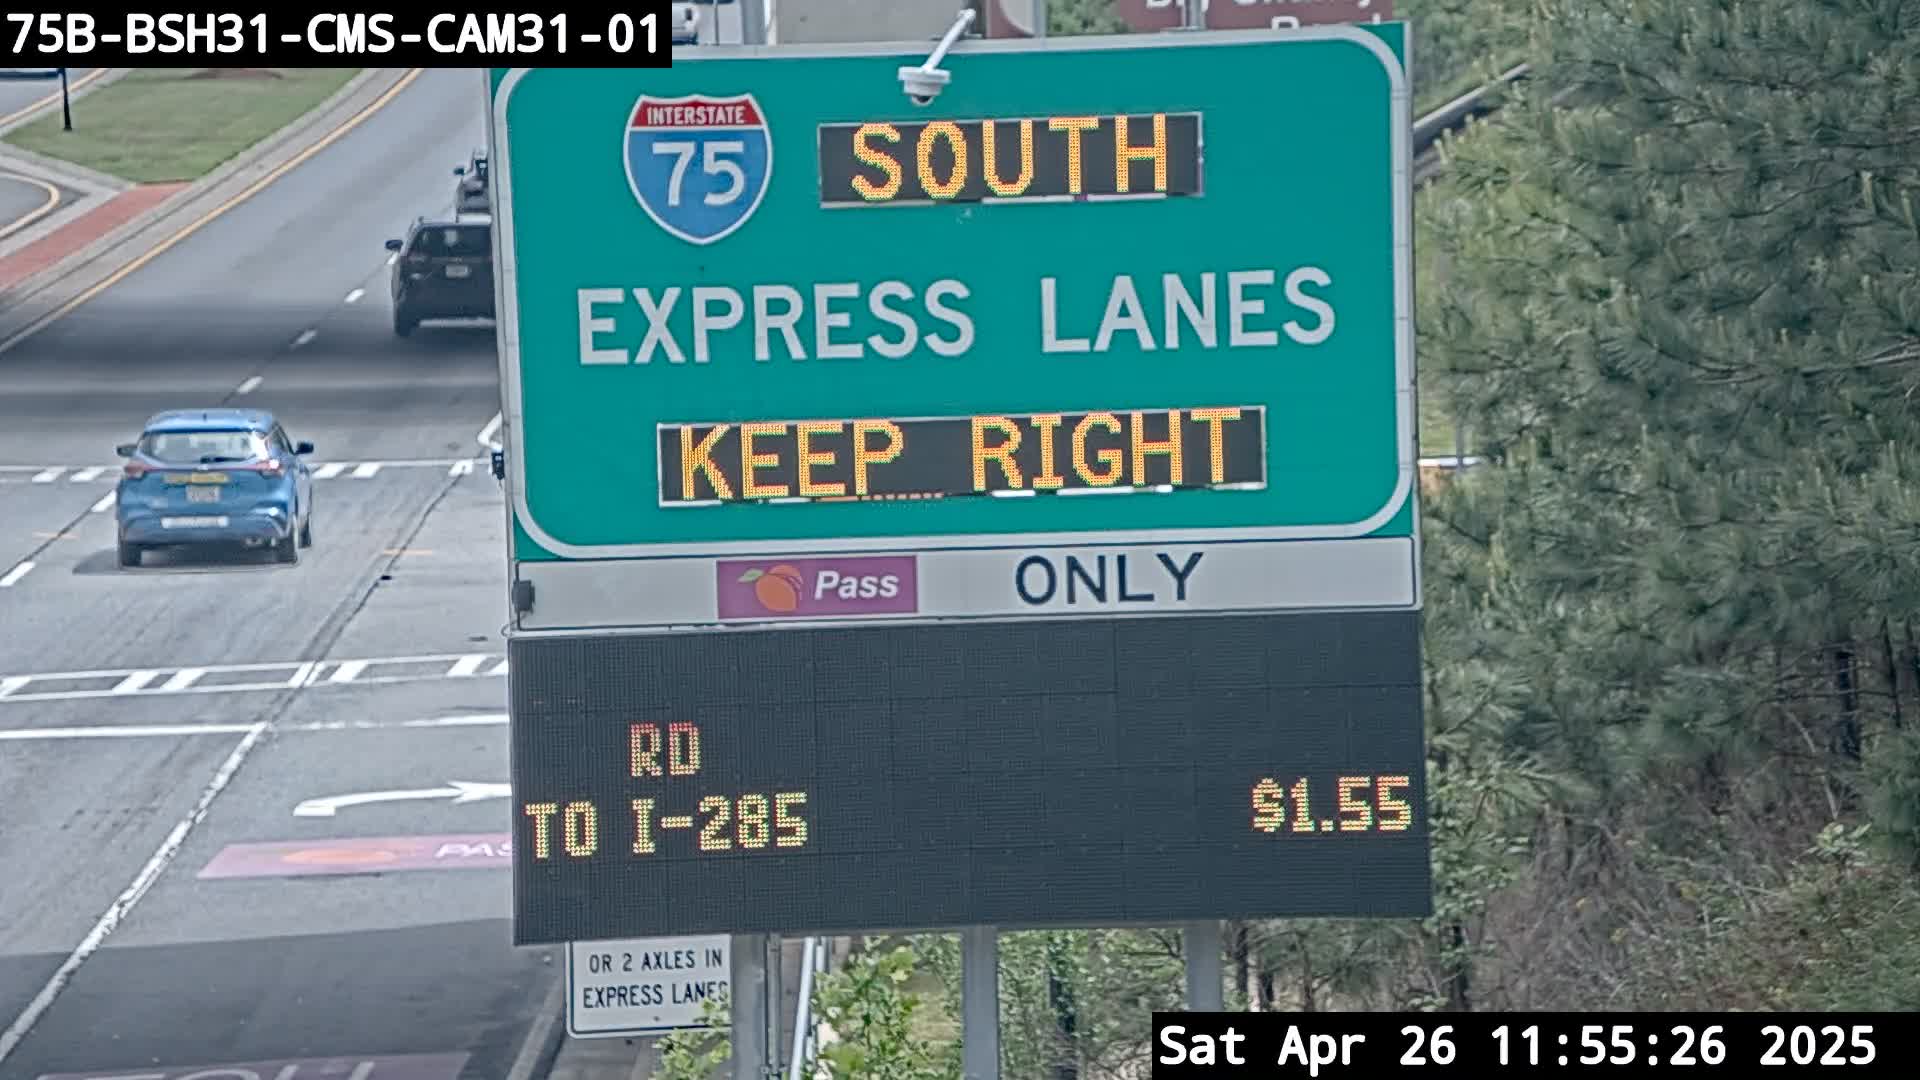 75B-BSH31-CMS-CAM31-01
INTERSTATE
75
SOUTH
EXPRESS LANES
KEEP RIGHT
Pass
ONLY
RD
TO I-285
$1.55
OR 2 AXLES IN
EXPRESS LANES
Sat Apr 26 11:55:26 2025